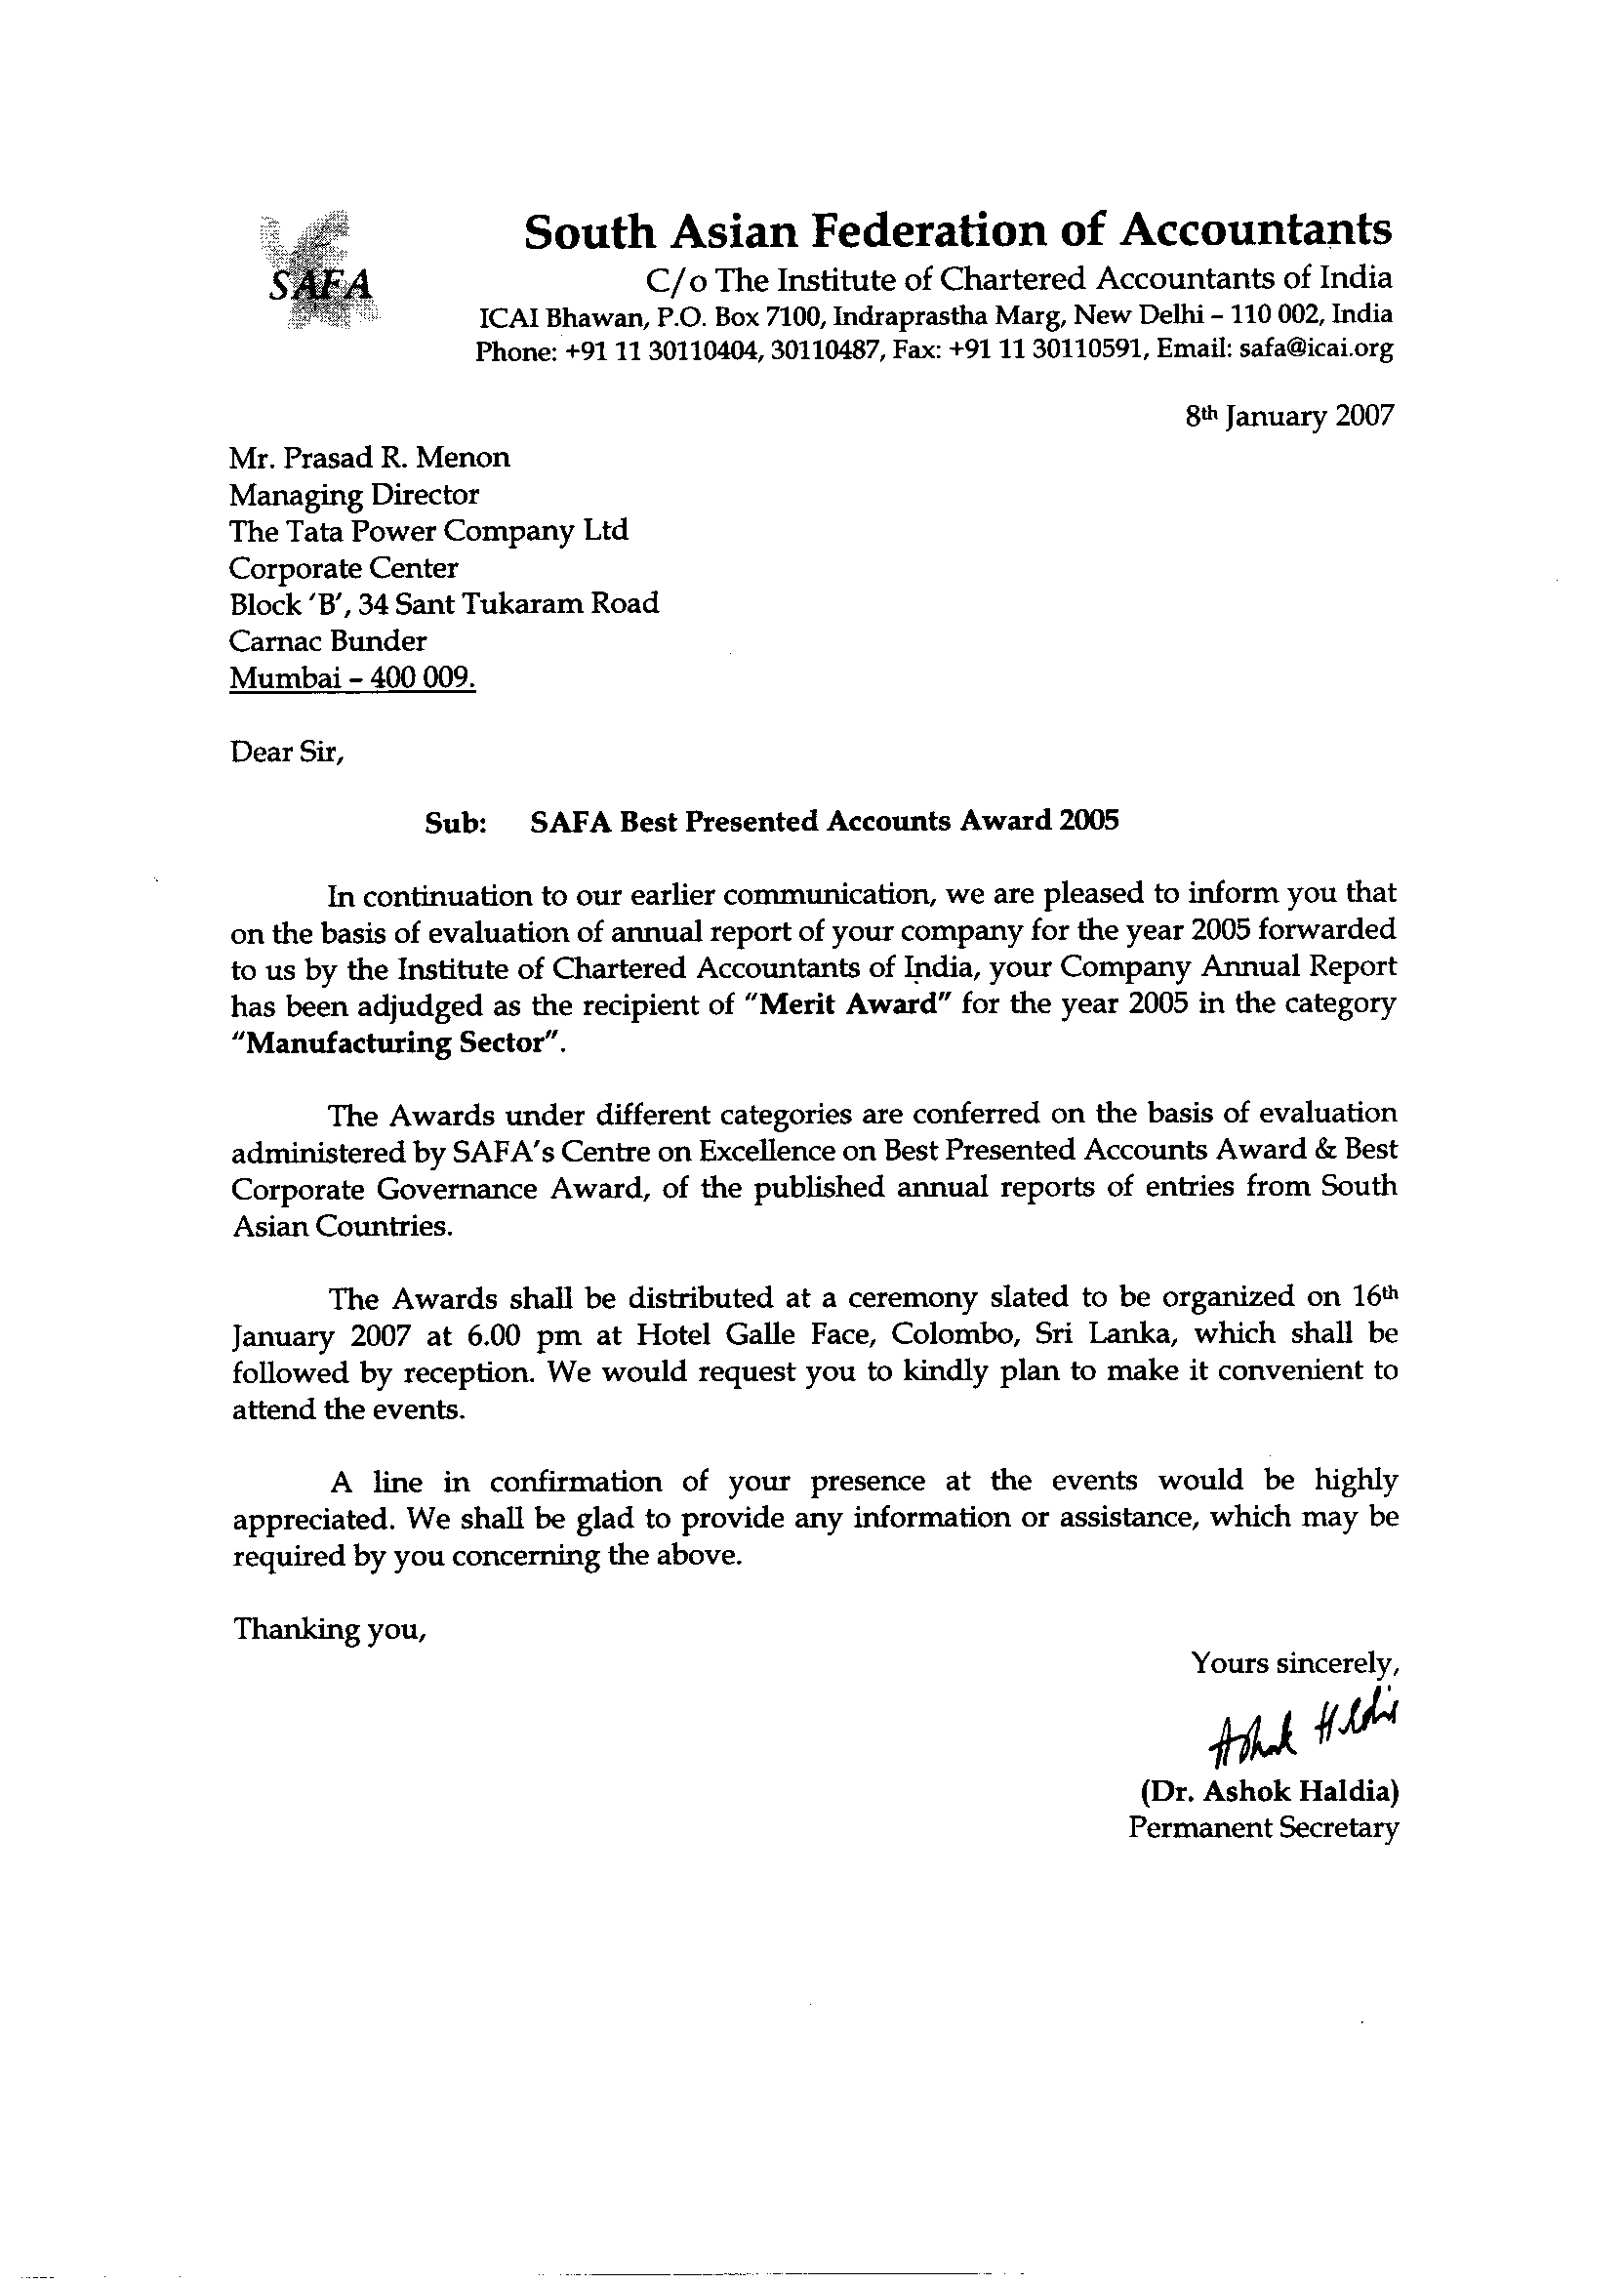 SAFA
South Asian Federation of Accountants
C/o The Institute of Chartered Accountants of India
ICAI Bhawan, P.O. Box 7100, Indraprastha Marg, New Delhi – 110 002, India
Phone: +91 11 30110404, 30110487, Fax: +91 11 30110591, Email: safa@icai.org
8th January 2007
Mr. Prasad R. Menon
Managing Director
The Tata Power Company Ltd
Corporate Center
Block 'B', 34 Sant Tukaram Road
Carnac Bunder
Mumbai – 400 009.
Dear Sir,
Sub: SAFA Best Presented Accounts Award 2005
In continuation to our earlier communication, we are pleased to inform you that
on the basis of evaluation of annual report of your company for the year 2005 forwarded
to us by the Institute of Chartered Accountants of India, your Company Annual Report
has been adjudged as the recipient of "Merit Award" for the year 2005 in the category
"Manufacturing Sector".
The Awards under different categories are conferred on the basis of evaluation
administered by SAFA's Centre on Excellence on Best Presented Accounts Award & Best
Corporate Governance Award, of the published annual reports of entries from South
Asian Countries.
The Awards shall be distributed at a ceremony slated to be organized on 16th
January 2007 at 6.00 pm at Hotel Galle Face, Colombo, Sri Lanka, which shall be
followed by reception. We would request you to kindly plan to make it convenient to
attend the events.
A line in confirmation of your presence at the events would be highly
appreciated. We shall be glad to provide any information or assistance, which may be
required by you concerning the above.
Thanking you,
Yours sincerely,
Ashok Haldia
(Dr. Ashok Haldia)
Permanent Secretary